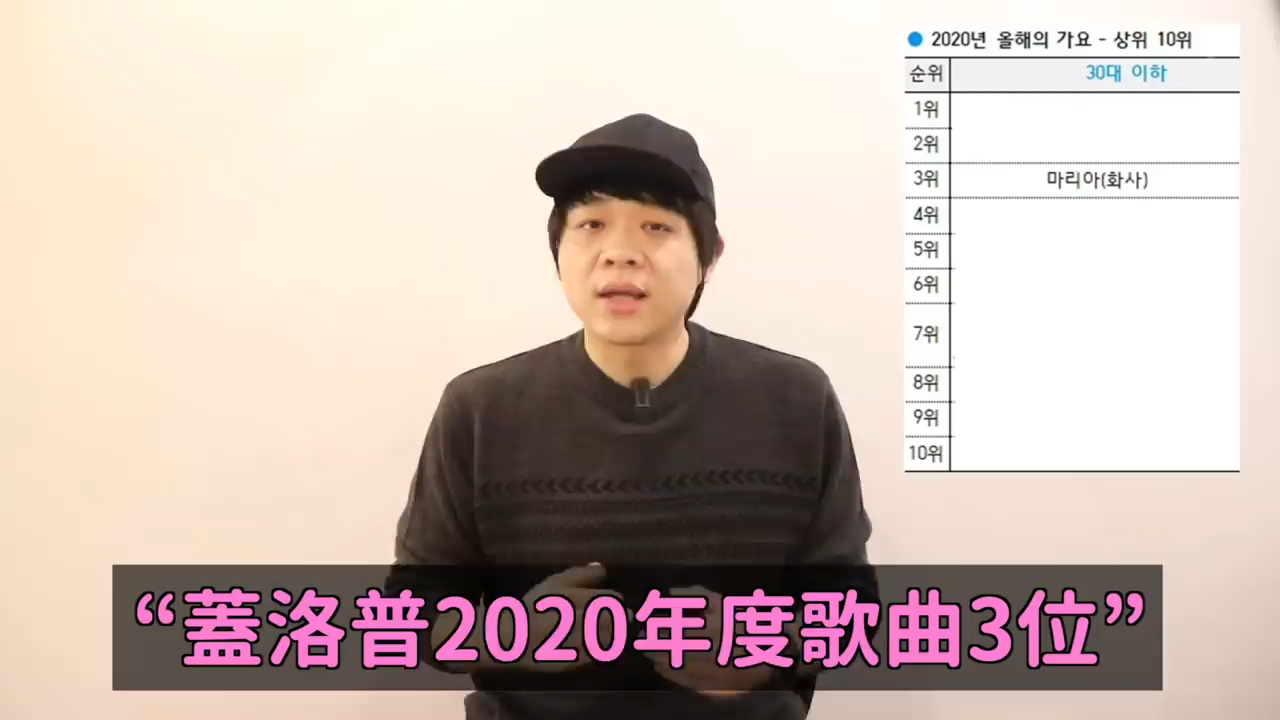 2020년 올해의 가요 - 상위 10위
순위 30대 이하
1위
2위
3위 마리아(화사)
4위
5위
6위
7위
8위
9위
10위
“蓋洛普2020年度歌曲3位”